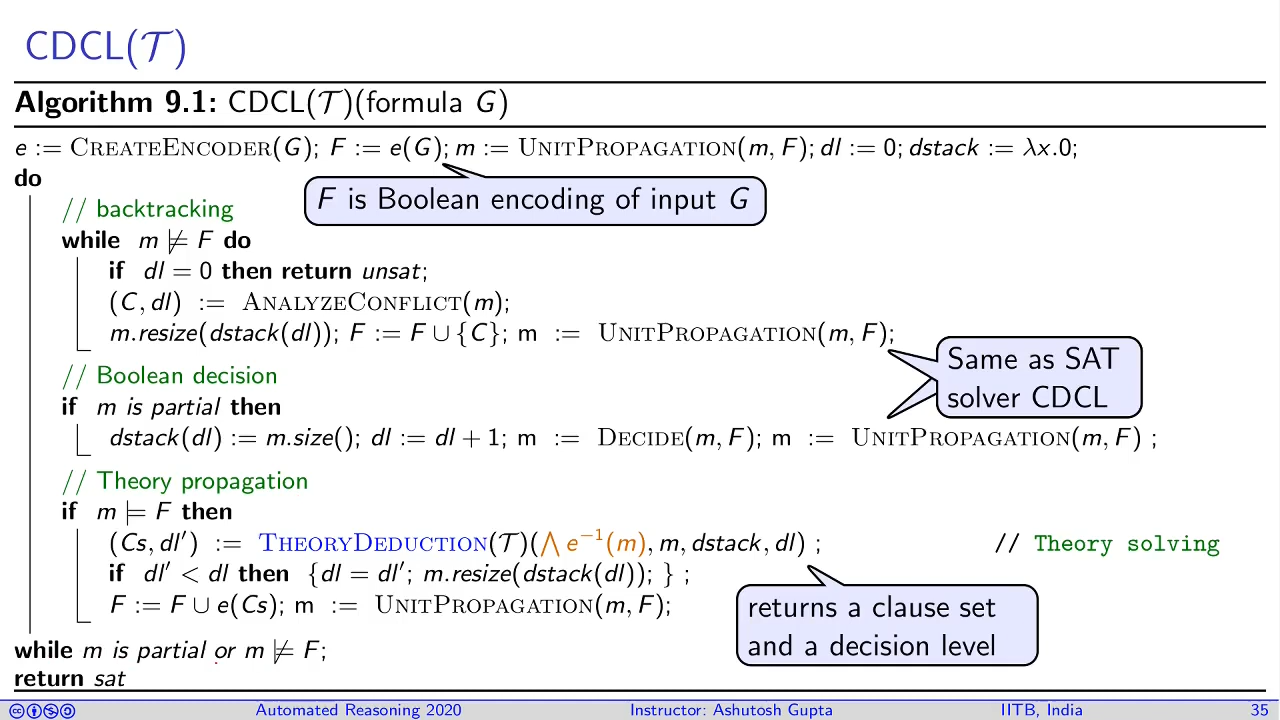 CDCL(𝒯)
Algorithm 9.1: CDCL(𝒯)(formula G)
e := CreateEncoder(G); F := e(G); m := UnitPropagation(m, F); dl := 0; dstack := λx.0;
do
F is Boolean encoding of input G
// backtracking
while m ⊭ F do
if dl = 0 then return unsat;
(C, dl) := AnalyzeConflict(m);
m.resize(dstack(dl)); F := F ∪ {C}; m := UnitPropagation(m, F);
Same as SAT
solver CDCL
// Boolean decision
if m is partial then
dstack(dl) := m.size(); dl := dl + 1; m := Decide(m, F); m := UnitPropagation(m, F) ;
// Theory propagation
if m ⊨ F then
(Cs, dl′) := TheoryDeduction(𝒯)(⋀ e⁻¹(m), m, dstack, dl) ; // Theory solving
if dl′ < dl then {dl = dl′; m.resize(dstack(dl)); } ;
F := F ∪ e(Cs); m := UnitPropagation(m, F);
returns a clause set
and a decision level
while m is partial or m ⊭ F;
return sat
Automated Reasoning 2020 Instructor: Ashutosh Gupta IITB, India 35